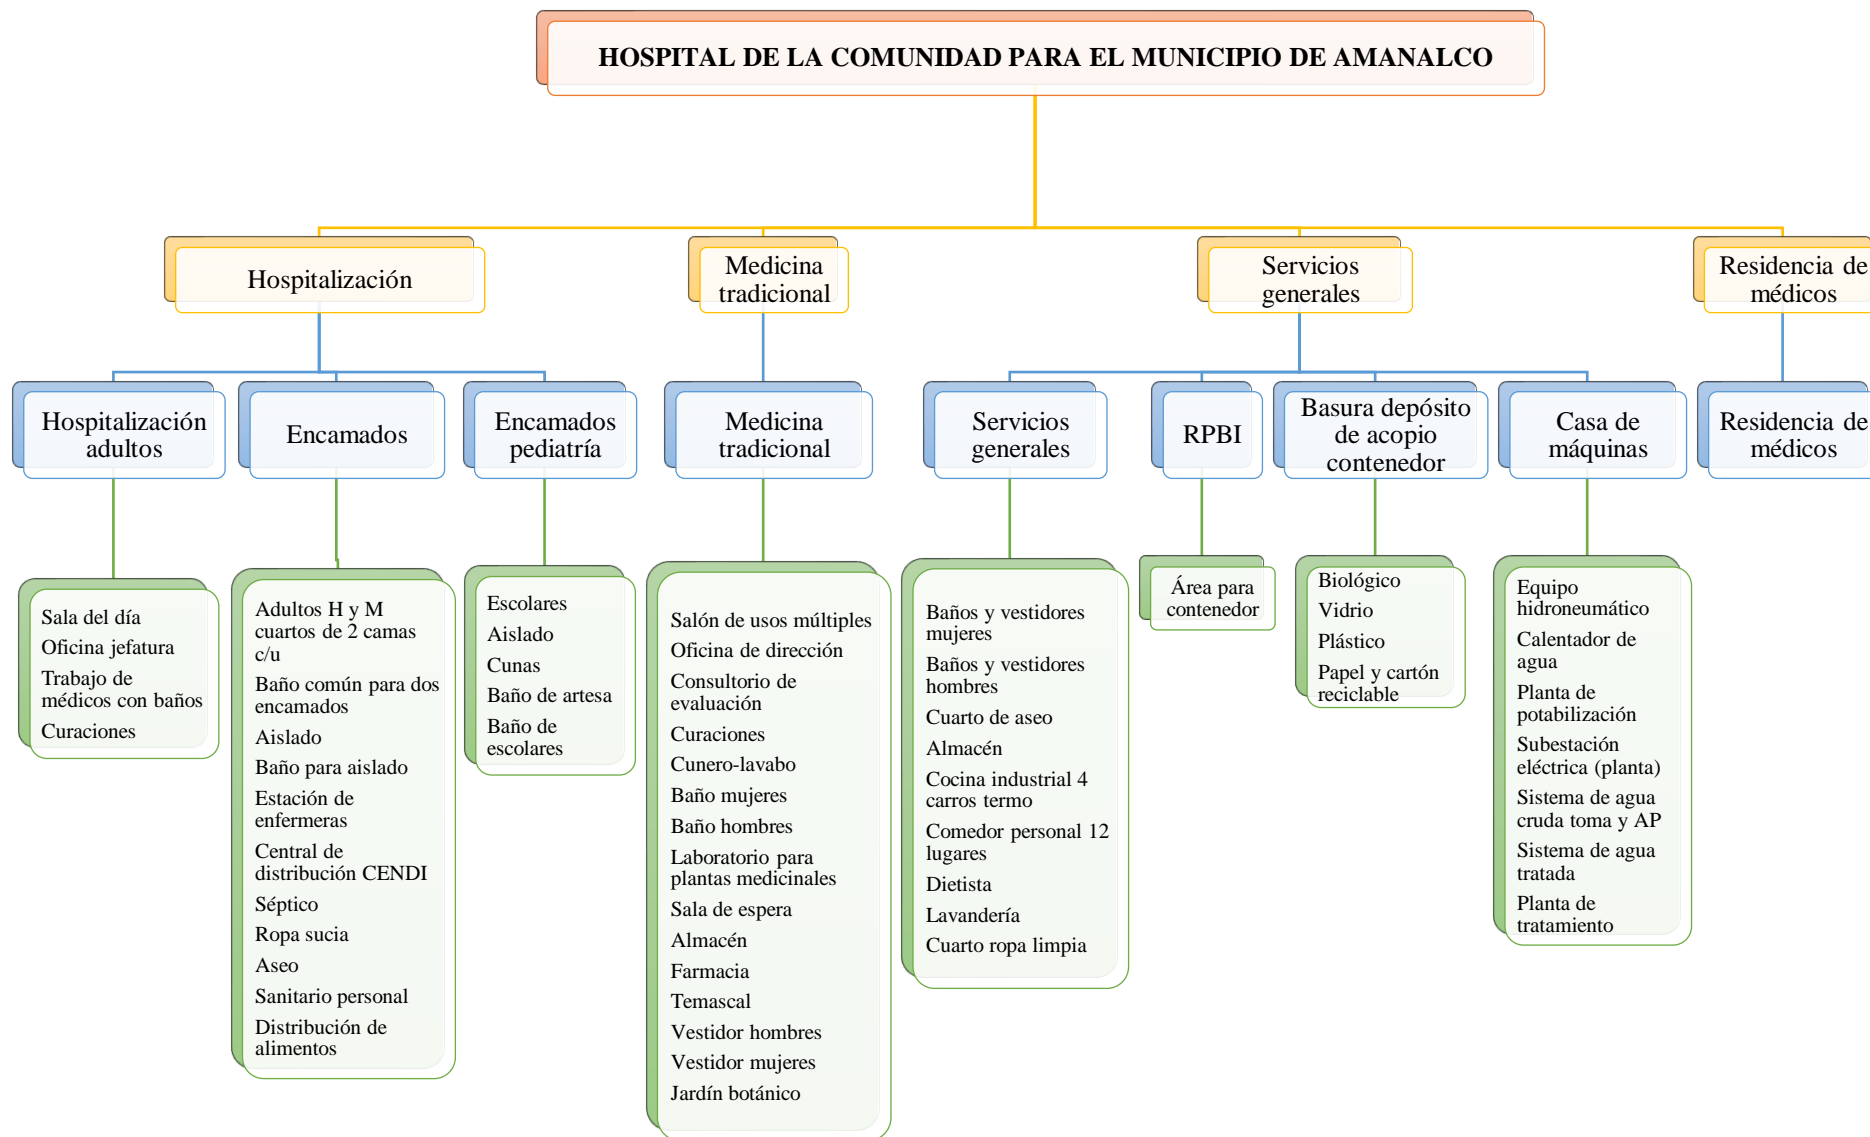 HOSPITAL DE LA COMUNIDAD PARA EL MUNICIPIO DE AMANALCO
Hospitalización
Medicina
tradicional
Servicios
generales
Residencia de
médicos
Hospitalización
adultos
Encamados
Encamados
pediatría
Medicina
tradicional
Servicios
generales
RPBI
Basura depósito
de acopio
contenedor
Casa de
máquinas
Residencia de
médicos
Sala del día
Oficina jefatura
Trabajo de
médicos con baños
Curaciones
Adultos H y M
cuartos de 2 camas
c/u
Baño común para dos
encamados
Aislado
Baño para aislado
Estación de
enfermeras
Central de
distribución CENDI
Séptico
Ropa sucia
Aseo
Sanitario personal
Distribución de
alimentos
Escolares
Aislado
Cunas
Baño de artesa
Baño de
escolares
Salón de usos múltiples
Oficina de dirección
Consultorio de
evaluación
Curaciones
Cunero-lavabo
Baño mujeres
Baño hombres
Laboratorio para
plantas medicinales
Sala de espera
Almacén
Farmacia
Temascal
Vestidor hombres
Vestidor mujeres
Jardín botánico
Baños y vestidores
mujeres
Baños y vestidores
hombres
Cuarto de aseo
Almacén
Cocina industrial 4
carros termo
Comedor personal 12
lugares
Dietista
Lavandería
Cuarto ropa limpia
Área para
contenedor
Biológico
Vidrio
Plástico
Papel y cartón
reciclable
Equipo
hidroneumático
Calentador de
agua
Planta de
potabilización
Subestación
eléctrica (planta)
Sistema de agua
cruda toma y AP
Sistema de agua
tratada
Planta de
tratamiento